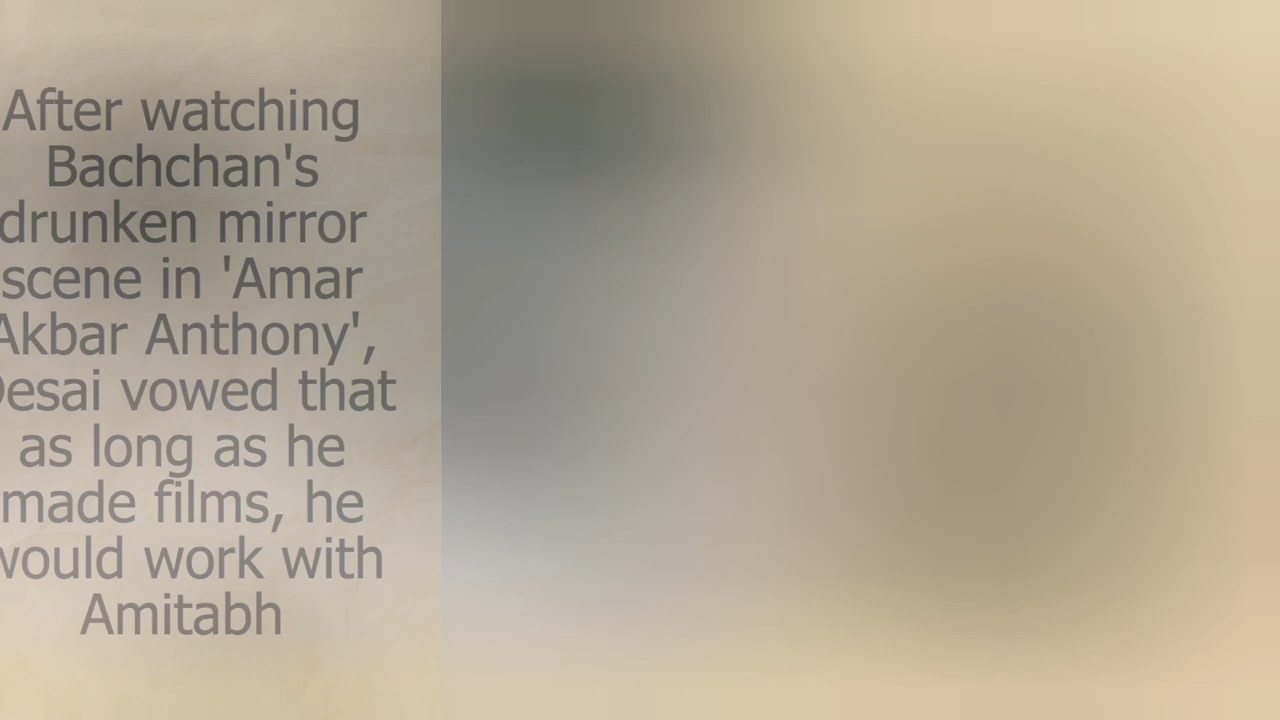 After watching
Bachchan's
drunken mirror
scene in 'Amar
Akbar Anthony',
Desai vowed that
as long as he
made films, he
would work with
Amitabh